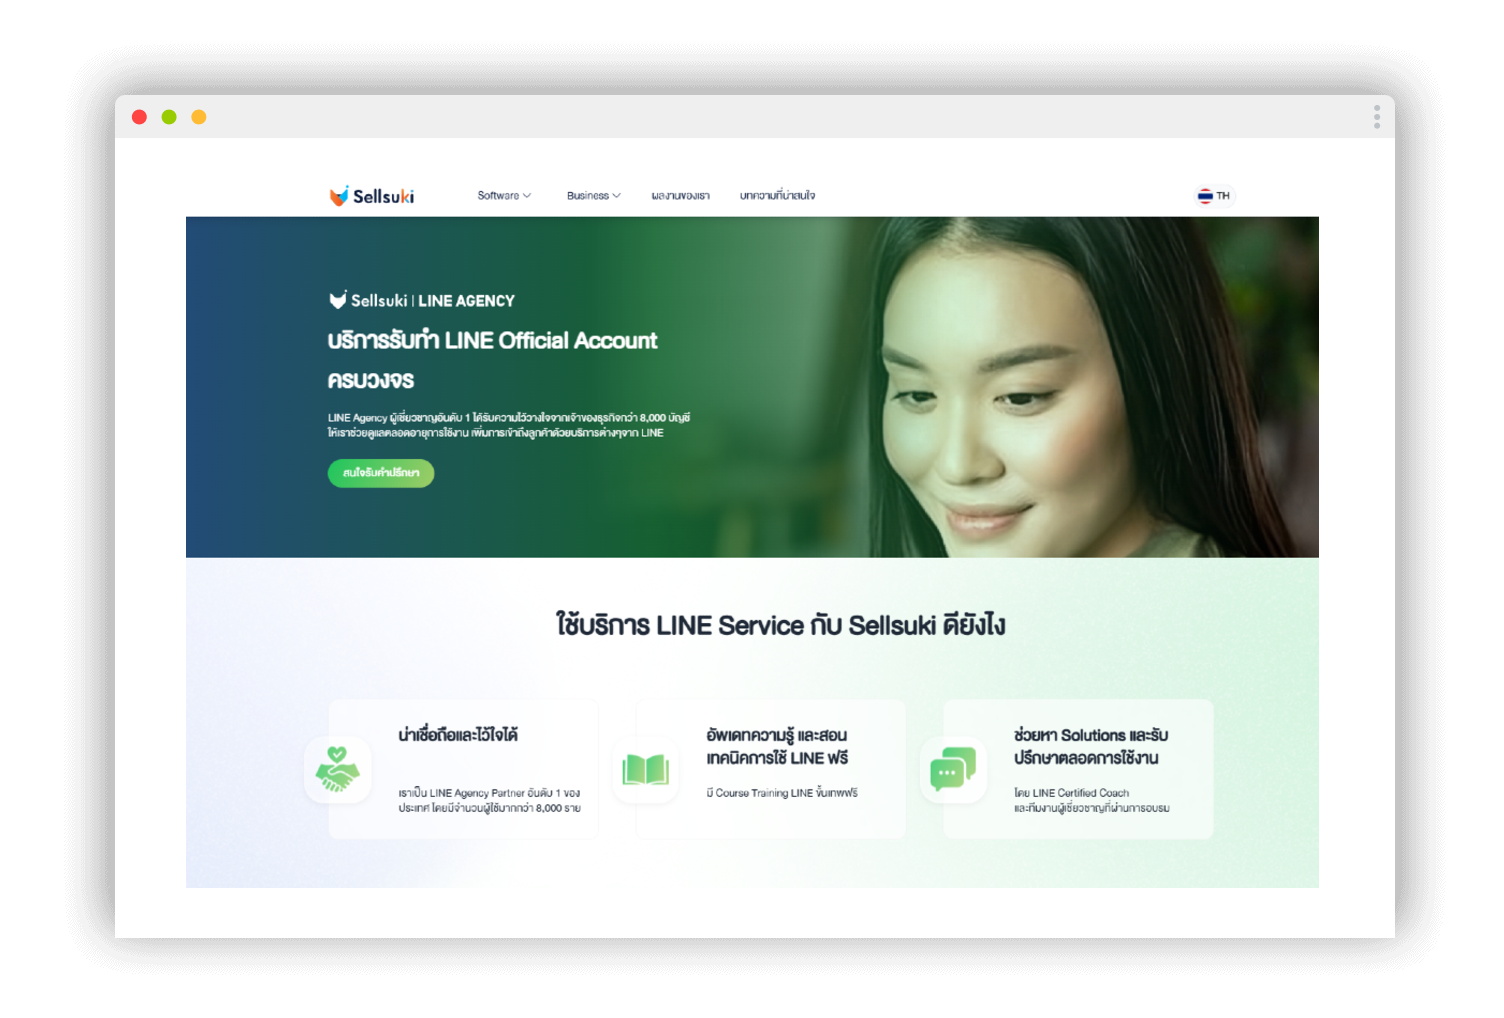 Sellsuki
Software
Business
ผลงานของเรา
บทความที่น่าสนใจ
TH
Sellsuki | LINE AGENCY
บริการรับทำ LINE Official Account
ครบวงจร
LINE Agency ผู้เชี่ยวชาญอันดับ 1 ได้รับความไว้วางใจจากเจ้าของธุรกิจกว่า 8,000 บัญชี
ให้เราช่วยดูแลตลอดอายุการใช้งาน เพิ่มการเข้าถึงลูกค้าด้วยบริการต่างๆจาก LINE
สนใจรับคำปรึกษา
ใช้บริการ LINE Service กับ Sellsuki ดียังไง
น่าเชื่อถือและไว้ใจได้
เราเป็น LINE Agency Partner อันดับ 1 ของ
ประเทศ โดยมีจำนวนผู้ใช้มากกว่า 8,000 ราย
อัพเดทความรู้ และสอน
เทคนิคการใช้ LINE ฟรี
มี Course Training LINE ขั้นเทพฟรี
ช่วยหา Solutions และรับ
ปรึกษาตลอดการใช้งาน
โดย LINE Certified Coach
และทีมงานผู้เชี่ยวชาญที่ผ่านการอบรม